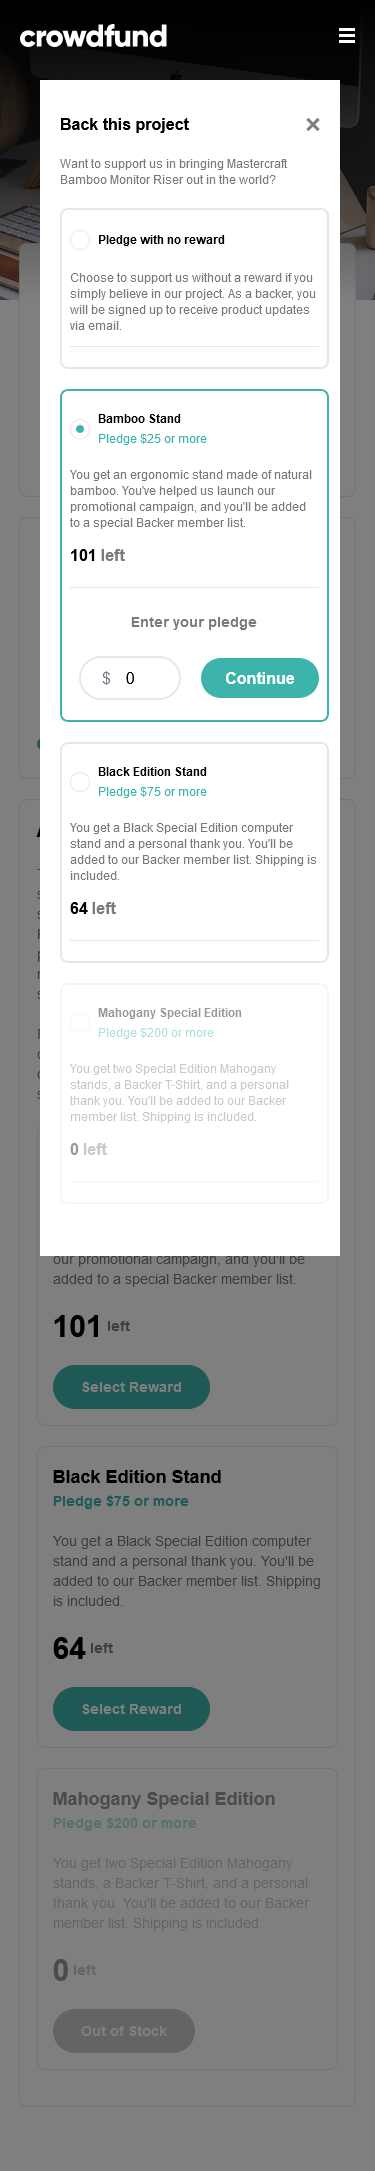 crowdfund
Back this project
Want to support us in bringing Mastercraft
Bamboo Monitor Riser out in the world?
Pledge with no reward
Choose to support us without a reward if you
simply believe in our project. As a backer, you
will be signed up to receive product updates
via email.
Bamboo Stand
Pledge $25 or more
You get an ergonomic stand made of natural
bamboo. You've helped us launch our
promotional campaign, and you'll be added
to a special Backer member list.
101 left
Enter your pledge
$ 0
Continue
Black Edition Stand
Pledge $75 or more
You get a Black Special Edition computer
stand and a personal thank you. You'll be
added to our Backer member list. Shipping is
included.
64 left
Mahogany Special Edition
Pledge $200 or more
You get two Special Edition Mahogany
stands, a Backer T-Shirt, and a personal
thank you. You'll be added to our Backer
member list. Shipping is included.
0 left
our promotional campaign, and you'll be
added to a special Backer member list.
101 left
Select Reward
Black Edition Stand
Pledge $75 or more
You get a Black Special Edition computer
stand and a personal thank you. You'll be
added to our Backer member list. Shipping
is included.
64 left
Select Reward
Mahogany Special Edition
Pledge $200 or more
You get two Special Edition Mahogany
stands, a Backer T-Shirt, and a personal
thank you. You'll be added to our Backer
member list. Shipping is included.
0 left
Out of Stock